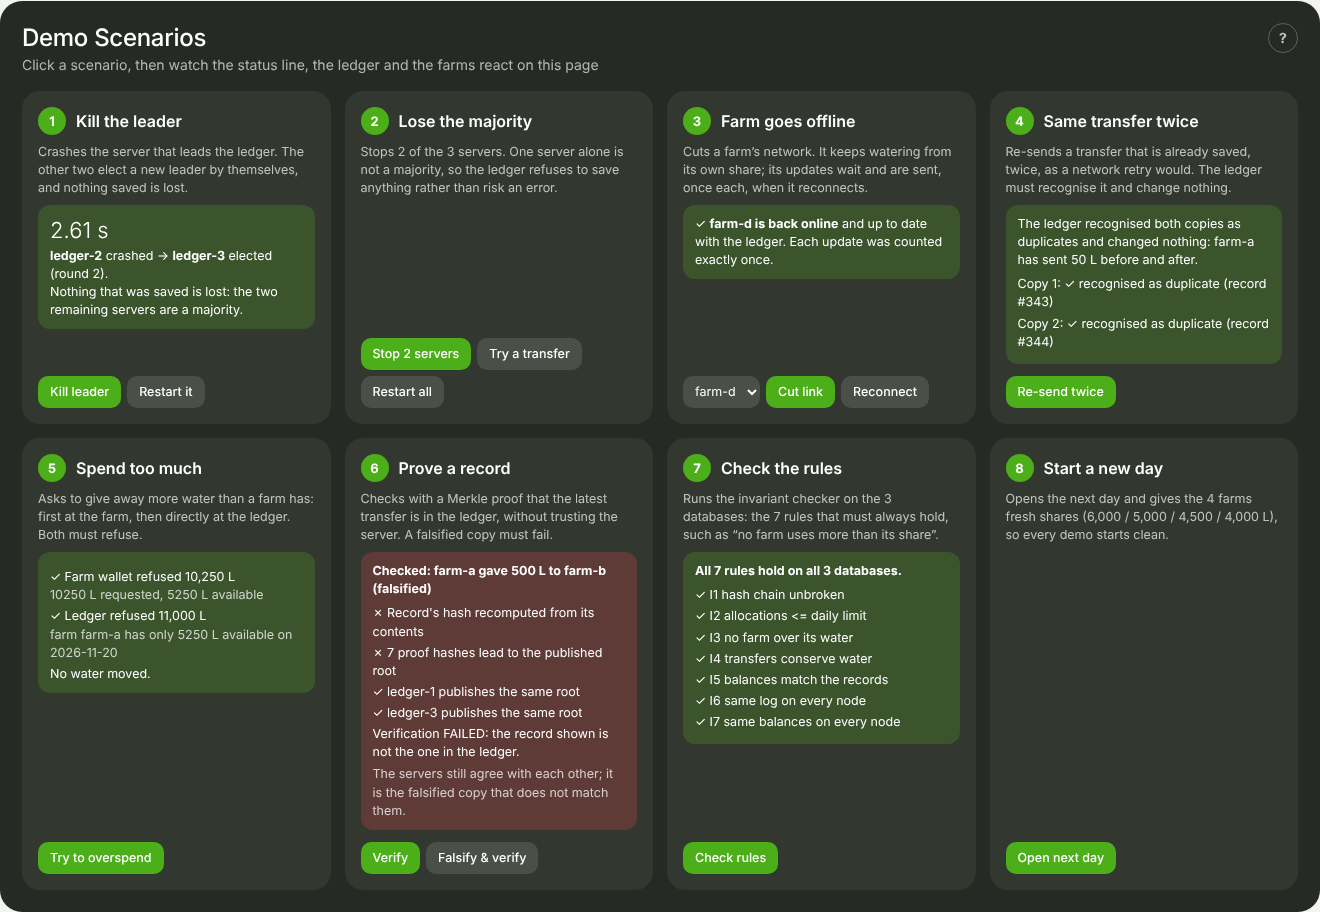 Demo Scenarios
?
Click a scenario, then watch the status line, the ledger and the farms react on this page
1 Kill the leader
Crashes the server that leads the ledger. The
other two elect a new leader by themselves,
and nothing saved is lost.
2.61 s
ledger-2 crashed → ledger-3 elected
(round 2).
Nothing that was saved is lost: the two
remaining servers are a majority.
Kill leader Restart it
2 Lose the majority
Stops 2 of the 3 servers. One server alone is
not a majority, so the ledger refuses to save
anything rather than risk an error.
Stop 2 servers Try a transfer
Restart all
3 Farm goes offline
Cuts a farm’s network. It keeps watering from
its own share; its updates wait and are sent,
once each, when it reconnects.
✓ farm-d is back online and up to date
with the ledger. Each update was counted
exactly once.
farm-d Cut link Reconnect
4 Same transfer twice
Re-sends a transfer that is already saved,
twice, as a network retry would. The ledger
must recognise it and change nothing.
The ledger recognised both copies as
duplicates and changed nothing: farm-a
has sent 50 L before and after.
Copy 1: ✓ recognised as duplicate (record
#343)
Copy 2: ✓ recognised as duplicate (record
#344)
Re-send twice
5 Spend too much
Asks to give away more water than a farm has:
first at the farm, then directly at the ledger.
Both must refuse.
✓ Farm wallet refused 10,250 L
10250 L requested, 5250 L available
✓ Ledger refused 11,000 L
farm farm-a has only 5250 L available on
2026-11-20
No water moved.
Try to overspend
6 Prove a record
Checks with a Merkle proof that the latest
transfer is in the ledger, without trusting the
server. A falsified copy must fail.
Checked: farm-a gave 500 L to farm-b
(falsified)
× Record's hash recomputed from its
contents
× 7 proof hashes lead to the published
root
✓ ledger-1 publishes the same root
✓ ledger-3 publishes the same root
Verification FAILED: the record shown is
not the one in the ledger.
The servers still agree with each other; it
is the falsified copy that does not match
them.
Verify Falsify & verify
7 Check the rules
Runs the invariant checker on the 3
databases: the 7 rules that must always hold,
such as “no farm uses more than its share”.
All 7 rules hold on all 3 databases.
✓ I1 hash chain unbroken
✓ I2 allocations <= daily limit
✓ I3 no farm over its water
✓ I4 transfers conserve water
✓ I5 balances match the records
✓ I6 same log on every node
✓ I7 same balances on every node
Check rules
8 Start a new day
Opens the next day and gives the 4 farms
fresh shares (6,000 / 5,000 / 4,500 / 4,000 L),
so every demo starts clean.
Open next day